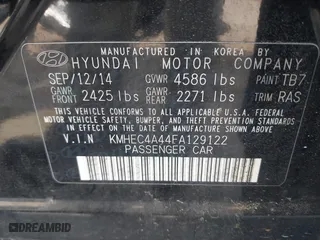 MANUFACTURED IN KOREA BY
HYUNDAI MOTOR COMPANY
SEP/12/14 GVWR 4586 lbs PAINT TB7
GAWR FRONT 2425 lbs GAWR REAR 2271 lbs TRIM RAS
THIS VEHICLE CONFORMS TO ALL APPLICABLE U.S.
FEDERAL MOTOR VEHICLE SAFETY, BUMPER, AND
THEFT PREVENTION STANDARDS IN EFFECT ON THE
DATE OF MANUFACTURE SHOWN ABOVE.
V.I.N KMHEC4A44FA129122
PASSENGER CAR
DREAMBID